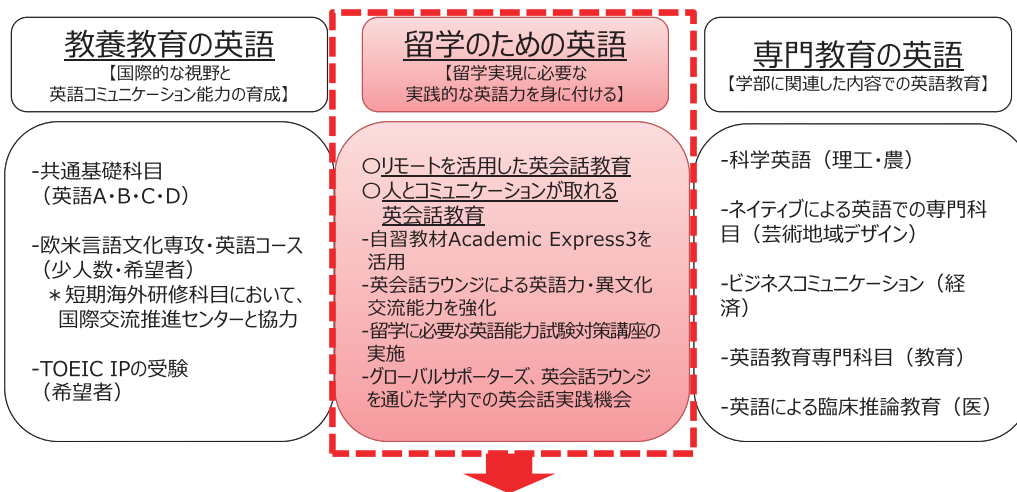 教養教育の英語
【国際的な視野と
英語コミュニケーション能力の育成】
-共通基礎科目
（英語A・B・C・D）
-欧米言語文化専攻・英語コース
（少人数・希望者）
＊短期海外研修科目において、
国際交流推進センターと協力
-TOEIC IPの受験
（希望者）
留学のための英語
【留学実現に必要な
実践的な英語力を身に付ける】
〇リモートを活用した英会話教育
〇人とコミュニケーションが取れる
英会話教育
-自習教材Academic Express3を
活用
-英会話ラウンジによる英語力・異文化
交流能力を強化
-留学に必要な英語能力試験対策講座の
実施
-グローバルサポーターズ、英会話ラウンジ
を通じた学内での英会話実践機会
専門教育の英語
【学部に関連した内容での英語教育】
-科学英語（理工・農）
-ネイティブによる英語での専門科
目（芸術地域デザイン）
-ビジネスコミュニケーション（経
済）
-英語教育専門科目（教育）
-英語による臨床推論教育（医）